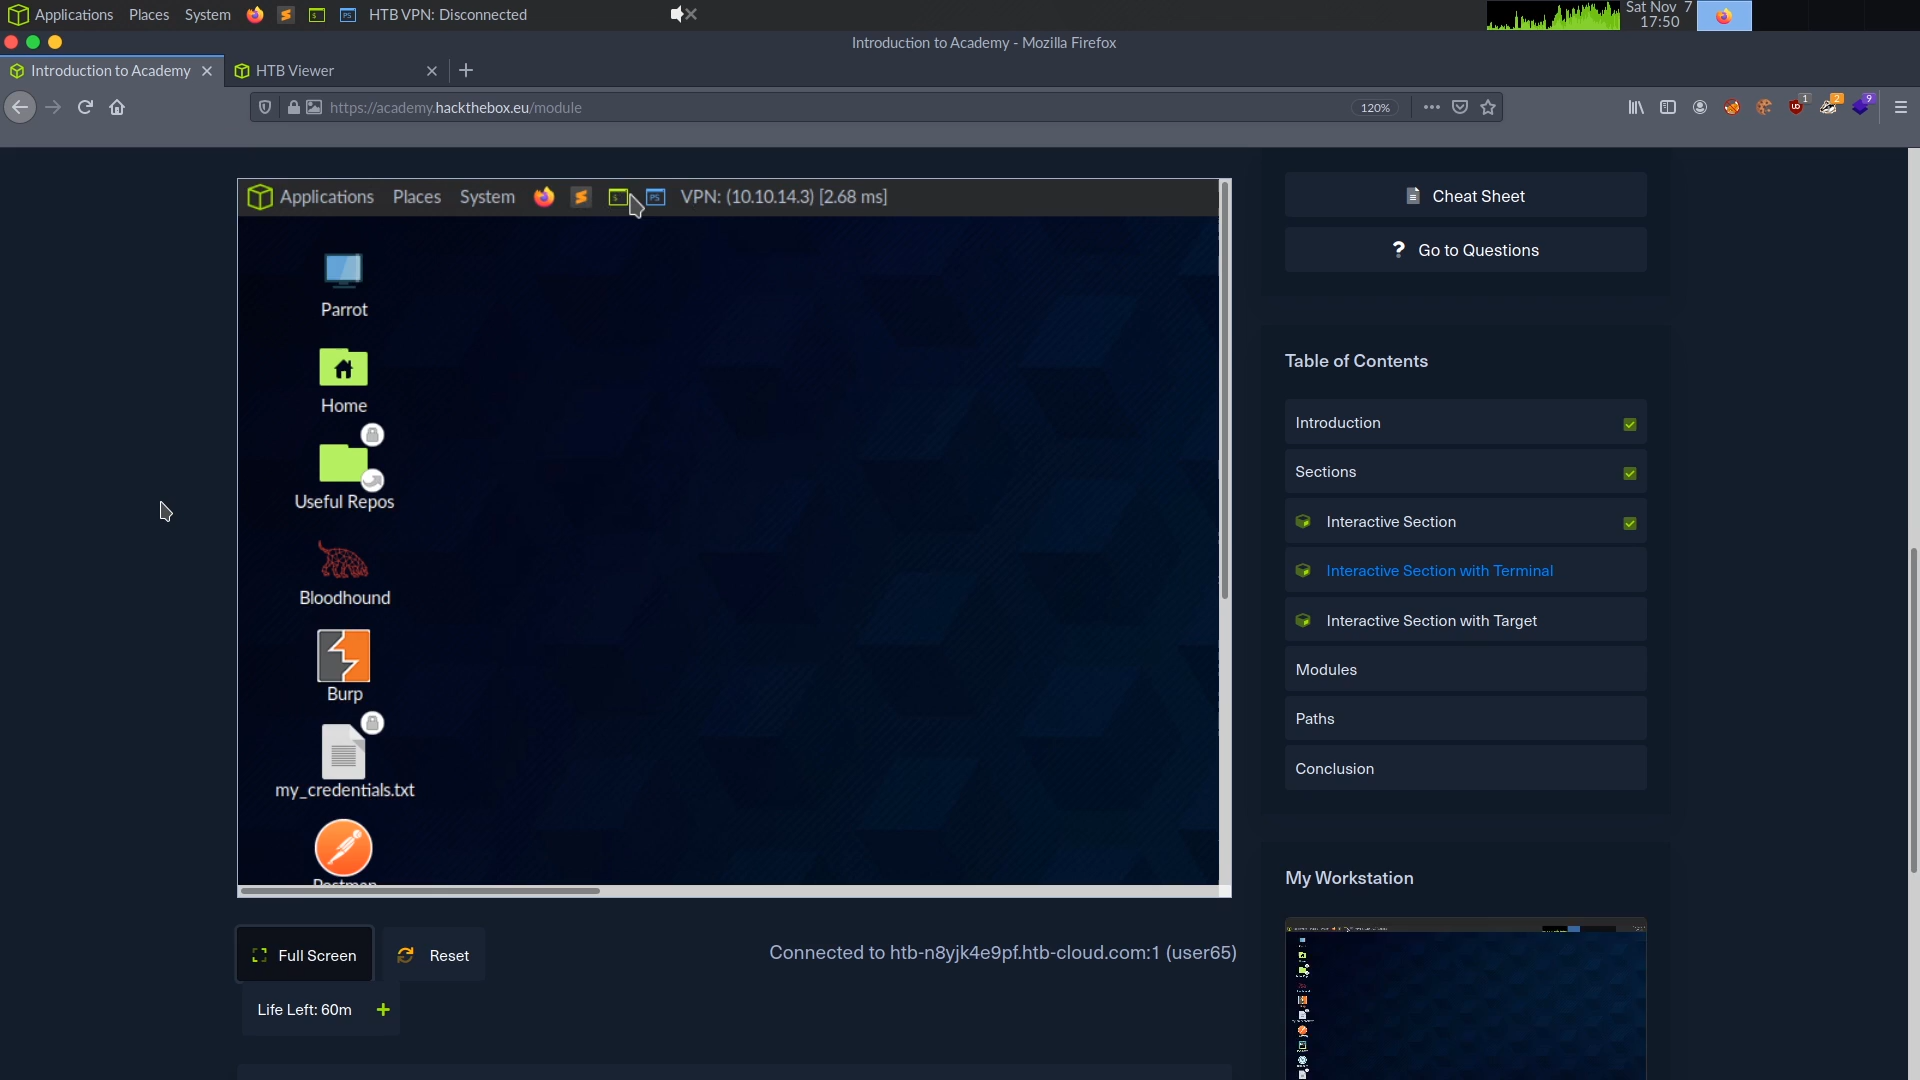 Applications Places System HTB VPN: Disconnected
Sat Nov 7
17:50
Introduction to Academy - Mozilla Firefox
Introduction to Academy
HTB Viewer
https://academy.hackthebox.eu/module
120%
1
2
9
Applications Places System VPN: (10.10.14.3) [2.68 ms]
Parrot
Home
Useful Repos
Bloodhound
Burp
my_credentials.txt
Postman
Full Screen
Reset
Connected to htb-n8yjk4e9pf.htb-cloud.com:1 (user65)
Life Left: 60m +
Cheat Sheet
? Go to Questions
Table of Contents
Introduction
Sections
Interactive Section
Interactive Section with Terminal
Interactive Section with Target
Modules
Paths
Conclusion
My Workstation